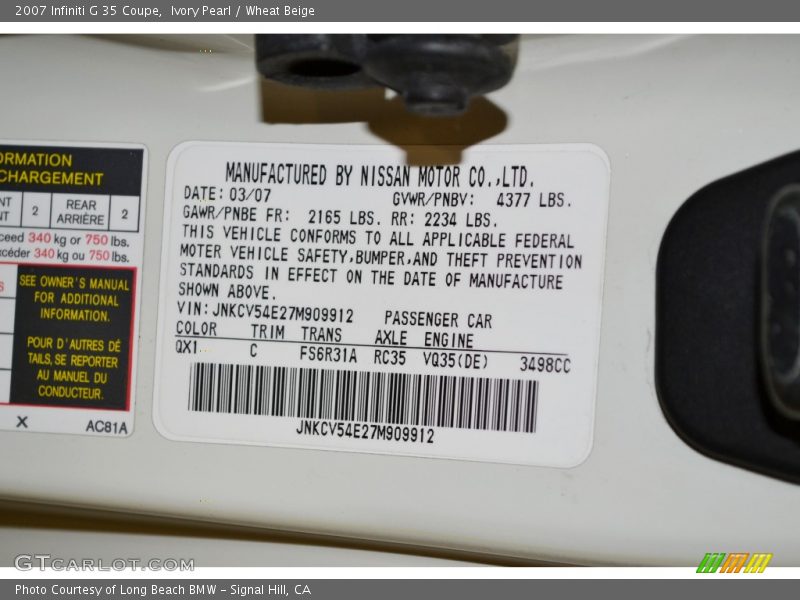 2007 Infiniti G 35 Coupe,  Ivory Pearl / Wheat Beige
ORMATION
CHARGEMENT
NT
NT
2
REAR
ARRIÈRE
2
ceed 340 kg or 750 lbs.
xcéder 340 kg ou 750 lbs.
SEE OWNER'S MANUAL
FOR ADDITIONAL
INFORMATION.
POUR D'AUTRES DÉ
TAILS, SE REPORTER
AU MANUEL DU
CONDUCTEUR.
X
AC81A
MANUFACTURED BY NISSAN MOTOR CO.,LTD.
DATE: 03/07 GVWR/PNBV: 4377 LBS.
GAWR/PNBE FR: 2165 LBS. RR: 2234 LBS.
THIS VEHICLE CONFORMS TO ALL APPLICABLE FEDERAL
MOTER VEHICLE SAFETY,BUMPER,AND THEFT PREVENTION
STANDARDS IN EFFECT ON THE DATE OF MANUFACTURE
SHOWN ABOVE.
VIN: JNKCV54E27M909912 PASSENGER CAR
COLOR TRIM TRANS AXLE ENGINE
QX1 C FS6R31A RC35 VQ35(DE) 3498CC
JNKCV54E27M909912
GTCARLOT.COM
Photo Courtesy of Long Beach BMW - Signal Hill, CA